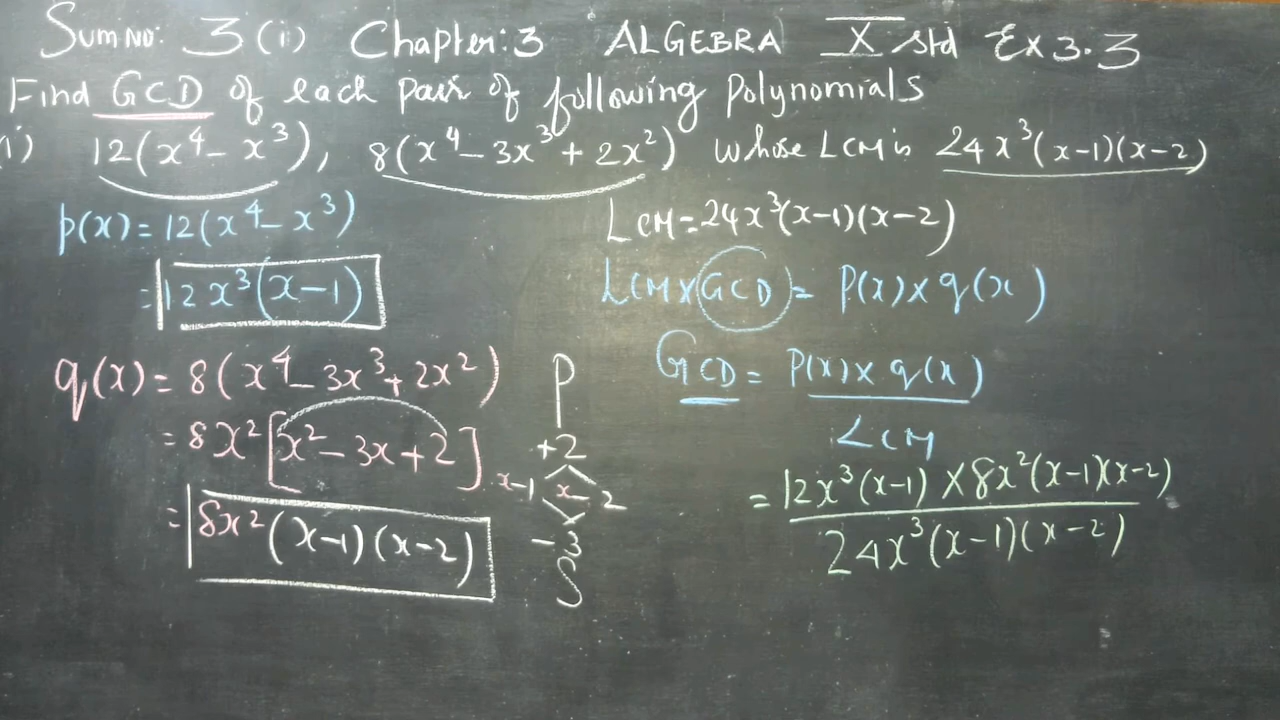 Sum No: 3 (i) Chapter: 3 ALGEBRA X std Ex 3.3
Find GCD of each pair of following Polynomials
(i) 12(x⁴ - x³), 8(x⁴ - 3x³ + 2x²) whose LCM is 24x³(x-1)(x-2)
p(x) = 12(x⁴ - x³)
= 12x³(x-1)
q(x) = 8(x⁴ - 3x³ + 2x²)
= 8x²[x² - 3x + 2]
= 8x²(x-1)(x-2)
P
+2
x-1 x-2
-3
S
LCM = 24x³(x-1)(x-2)
LCM × GCD = P(x) × q(x)
GCD = P(x) × q(x)
LCM
= 12x³(x-1) × 8x²(x-1)(x-2)
24x³(x-1)(x-2)